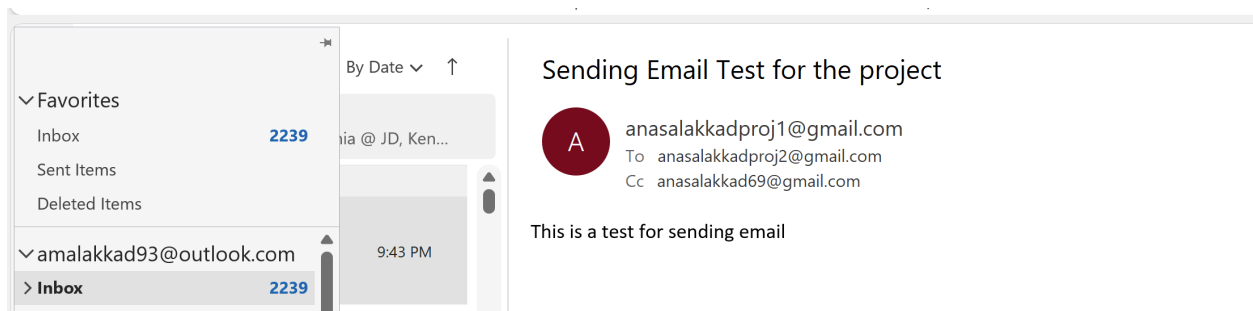 Favorites
Inbox 2239
Sent Items
Deleted Items
amalakkad93@outlook.com
Inbox 2239
By Date
@ JD, Ken...
9:43 PM
Sending Email Test for the project
A
anasalakkadproj1@gmail.com
To anasalakkadproj2@gmail.com
Cc anasalakkad69@gmail.com
This is a test for sending email